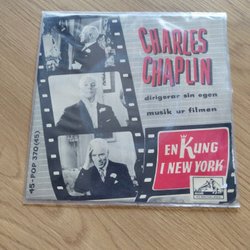 CHARLES
CHAPLIN
dirigerar sin egen
musik ur filmen
EN KUNG
I NEW YORK
45-POP 370(45)